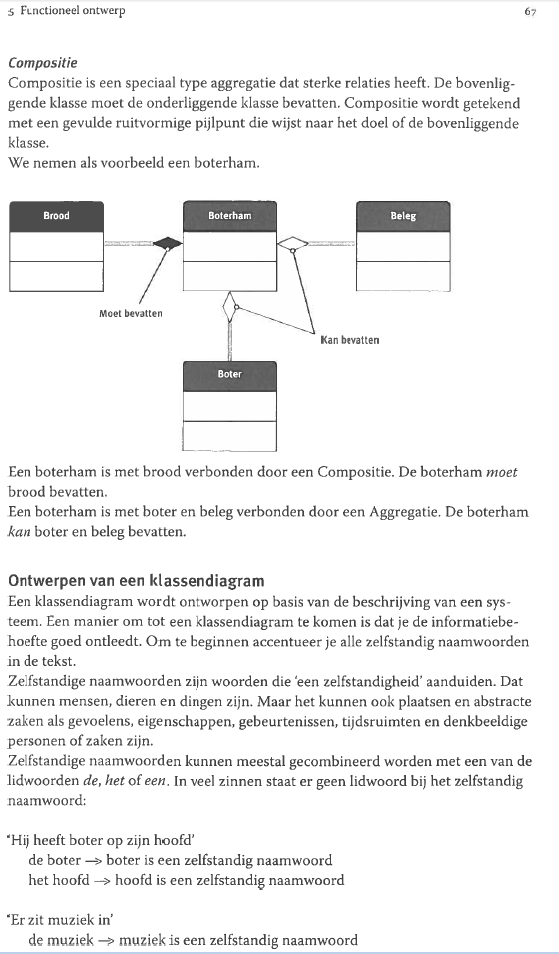 5 Functioneel ontwerp 67
Compositie
Compositie is een speciaal type aggregatie dat sterke relaties heeft. De bovenlig-
gende klasse moet de onderliggende klasse bevatten. Compositie wordt getekend
met een gevulde ruitvormige pijlpunt die wijst naar het doel of de bovenliggende
klasse.
We nemen als voorbeeld een boterham.
Brood Boterham Beleg
Moet bevatten
Kan bevatten
Boter
Een boterham is met brood verbonden door een Compositie. De boterham moet
brood bevatten.
Een boterham is met boter en beleg verbonden door een Aggregatie. De boterham
kan boter en beleg bevatten.
Ontwerpen van een klassendiagram
Een klassendiagram wordt ontworpen op basis van de beschrijving van een sys-
teem. Een manier om tot een klassendiagram te komen is dat je de informatiebe-
hoefte goed ontleedt. Om te beginnen accentueer je alle zelfstandig naamwoorden
in de tekst.
Zelfstandige naamwoorden zijn woorden die ‘een zelfstandigheid’ aanduiden. Dat
kunnen mensen, dieren en dingen zijn. Maar het kunnen ook plaatsen en abstracte
zaken als gevoelens, eigenschappen, gebeurtenissen, tijdsruimten en denkbeeldige
personen of zaken zijn.
Zelfstandige naamwoorden kunnen meestal gecombineerd worden met een van de
lidwoorden de, het of een. In veel zinnen staat er geen lidwoord bij het zelfstandig
naamwoord:
‘Hij heeft boter op zijn hoofd’
de boter → boter is een zelfstandig naamwoord
het hoofd → hoofd is een zelfstandig naamwoord
‘Er zit muziek in’
de muziek → muziek is een zelfstandig naamwoord